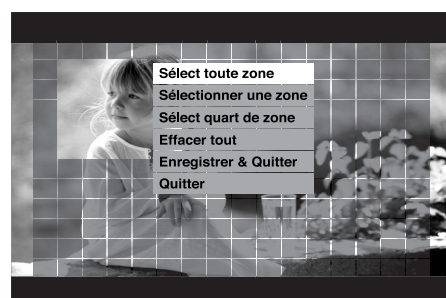 Sélect toute zone
Sélectionner une zone
Sélect quart de zone
Effacer tout
Enregistrer & Quitter
Quitter